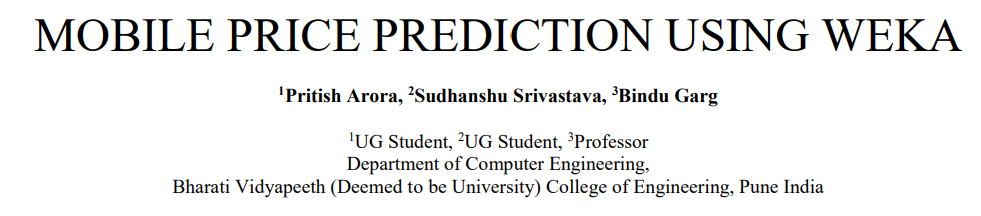 MOBILE PRICE PREDICTION USING WEKA
¹Pritish Arora, ²Sudhanshu Srivastava, ³Bindu Garg
¹UG Student, ²UG Student, ³Professor
Department of Computer Engineering,
Bharati Vidyapeeth (Deemed to be University) College of Engineering, Pune India